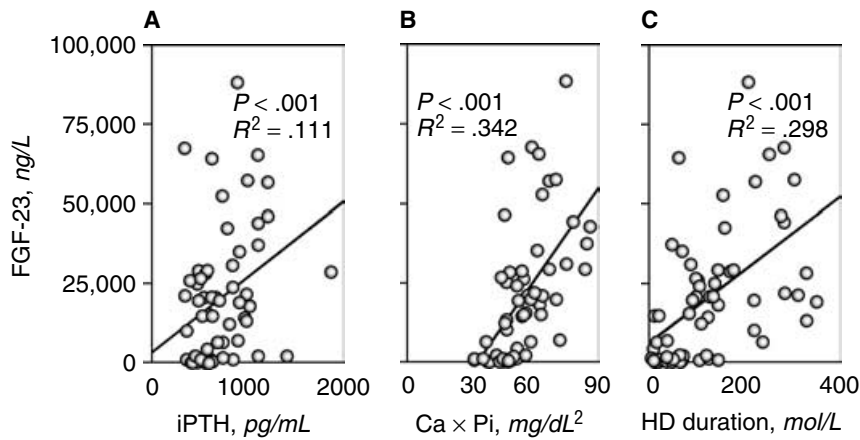 A
B
C
100,000
75,000
50,000
25,000
0
FGF-23, ng/L
P < .001
R² = .111
P < .001
R² = .342
P < .001
R² = .298
0 1000 2000
0 30 60 90
0 200 400
iPTH, pg/mL
Ca × Pi, mg/dL²
HD duration, mol/L